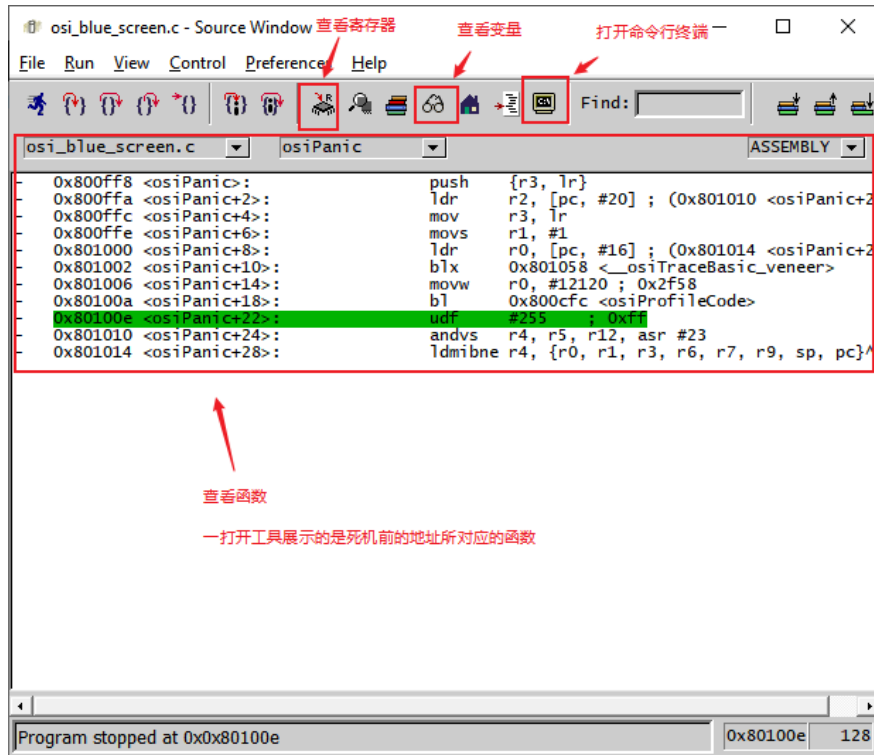 osi_blue_screen.c - Source Window
查看寄存器
查看变量
打开命令行终端
File Run View Control Preferences Help
Find:
osi_blue_screen.c osiPanic ASSEMBLY
- 0x800ff8 <osiPanic>: push {r3, lr}
- 0x800ffa <osiPanic+2>: ldr r2, [pc, #20] ; (0x801010 <osiPanic+2
- 0x800ffc <osiPanic+4>: mov r3, lr
- 0x800ffe <osiPanic+6>: movs r1, #1
- 0x801000 <osiPanic+8>: ldr r0, [pc, #16] ; (0x801014 <osiPanic+2
- 0x801002 <osiPanic+10>: blx 0x801058 <__osiTraceBasic_veneer>
- 0x801006 <osiPanic+14>: movw r0, #12120 ; 0x2f58
- 0x80100a <osiPanic+18>: bl 0x800cfc <osiProfileCode>
- 0x80100e <osiPanic+22>: udf #255 ; 0xff
- 0x801010 <osiPanic+24>: andvs r4, r5, r12, asr #23
- 0x801014 <osiPanic+28>: ldmibne r4, {r0, r1, r3, r6, r7, r9, sp, pc}^
查看函数
一打开工具展示的是死机前的地址所对应的函数
Program stopped at 0x0x80100e
0x80100e 128